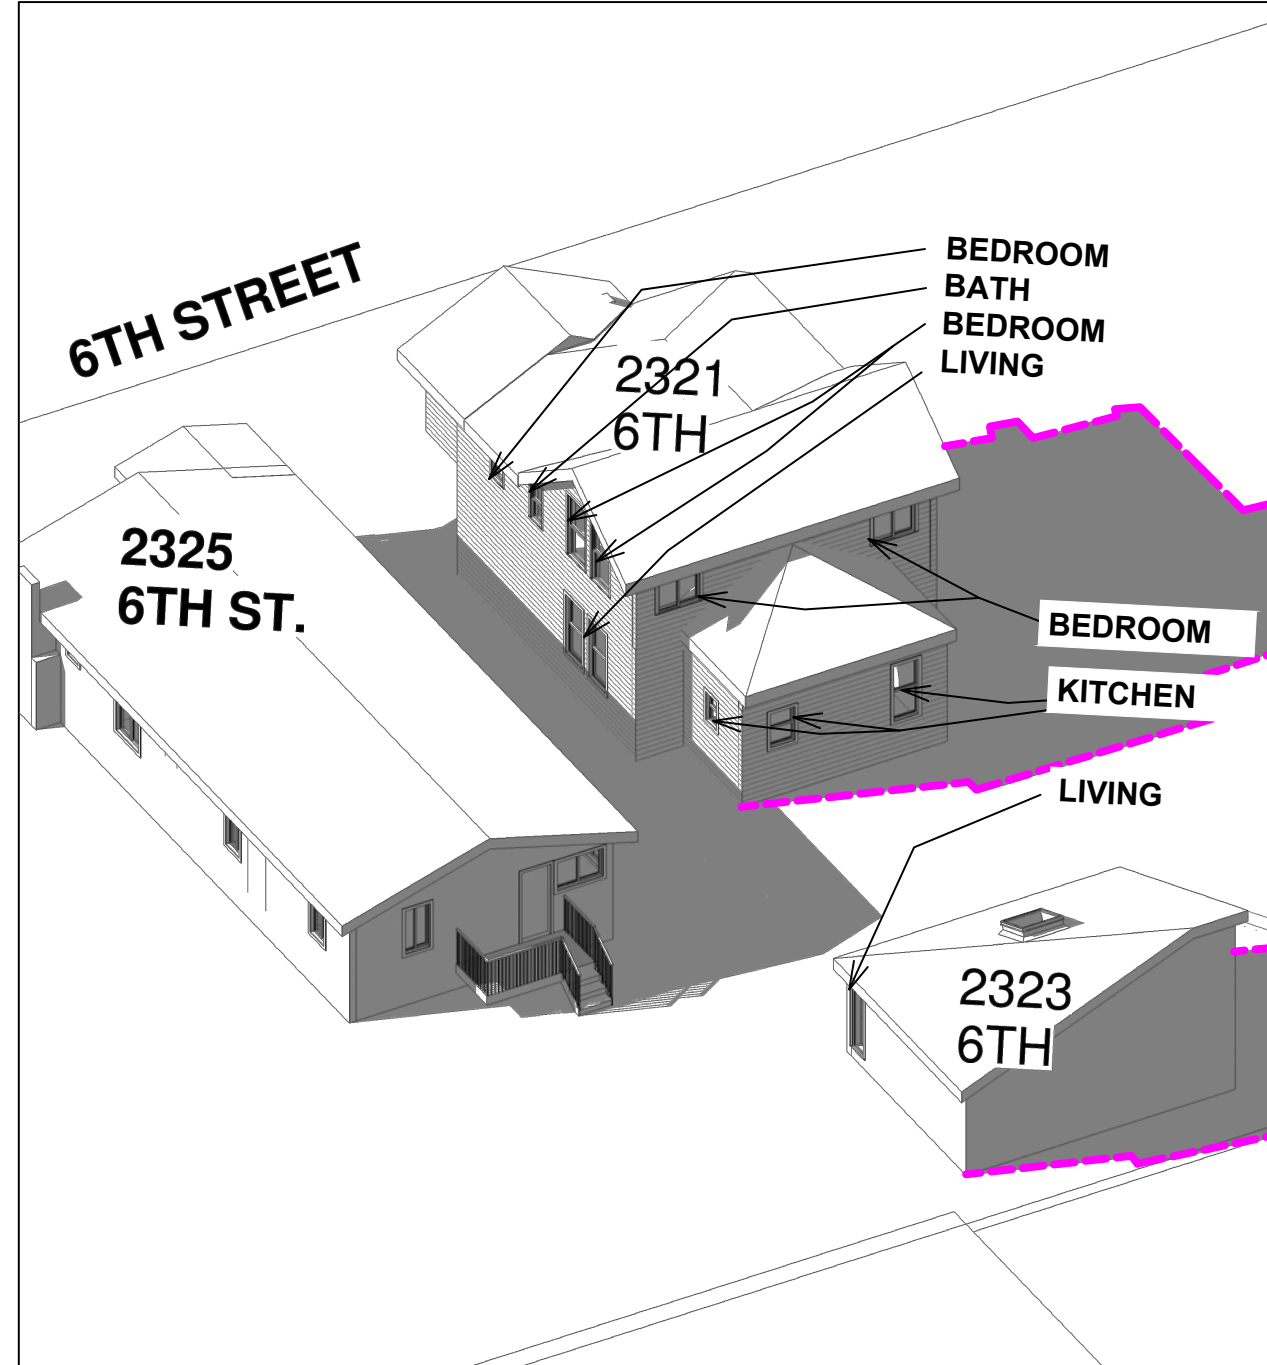 6TH STREET
BEDROOM
BATH
BEDROOM
LIVING
2321
6TH
2325
6TH ST.
BEDROOM
KITCHEN
LIVING
2323
6TH